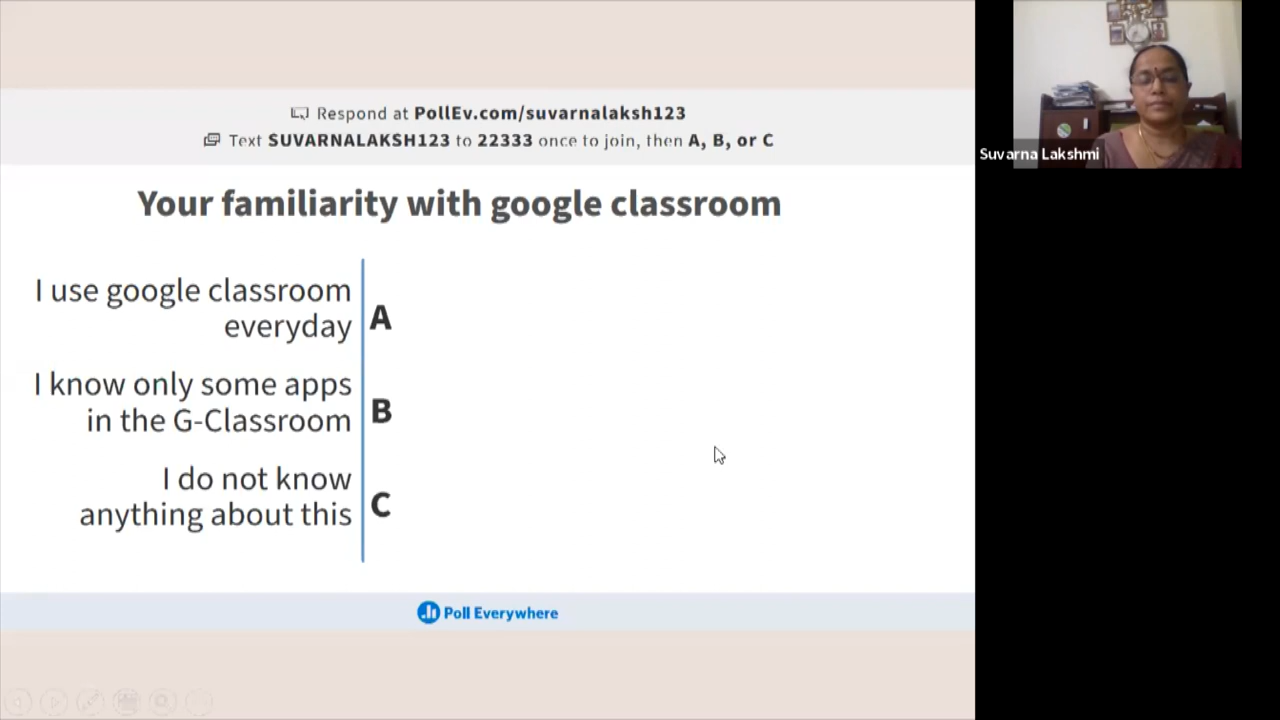 Respond at PollEv.com/suvarnalaksh123
Text SUVARNALAKSH123 to 22333 once to join, then A, B, or C
Your familiarity with google classroom
I use google classroom
everyday
A
I know only some apps
in the G-Classroom
B
I do not know
anything about this
C
Poll Everywhere
Suvarna Lakshmi